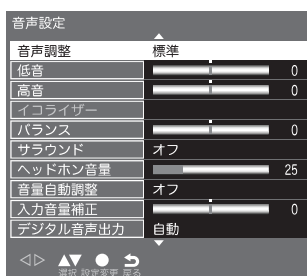 音声設定
音声調整 標準
低音 0
高音 0
イコライザー
バランス 0
サラウンド オフ
ヘッドホン音量 25
音量自動調整 オフ
入力音量補正 0
デジタル音声出力 自動
選択 設定変更 戻る